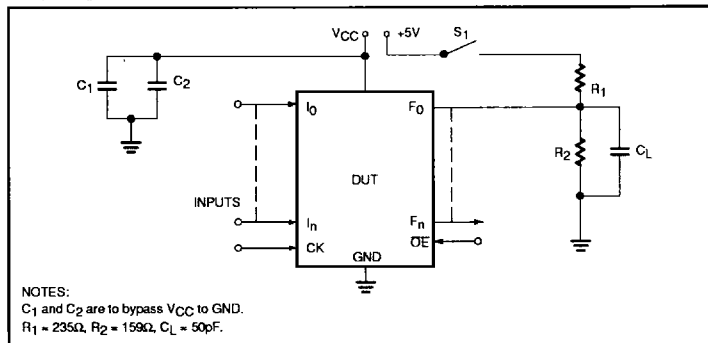 VCC +5V S1
C1 C2 R1
I0 F0
R2 CL
DUT
INPUTS
In Fn
CK OE
GND
NOTES:
C1 and C2 are to bypass VCC to GND.
R1 = 235Ω, R2 = 159Ω, CL = 50pF.